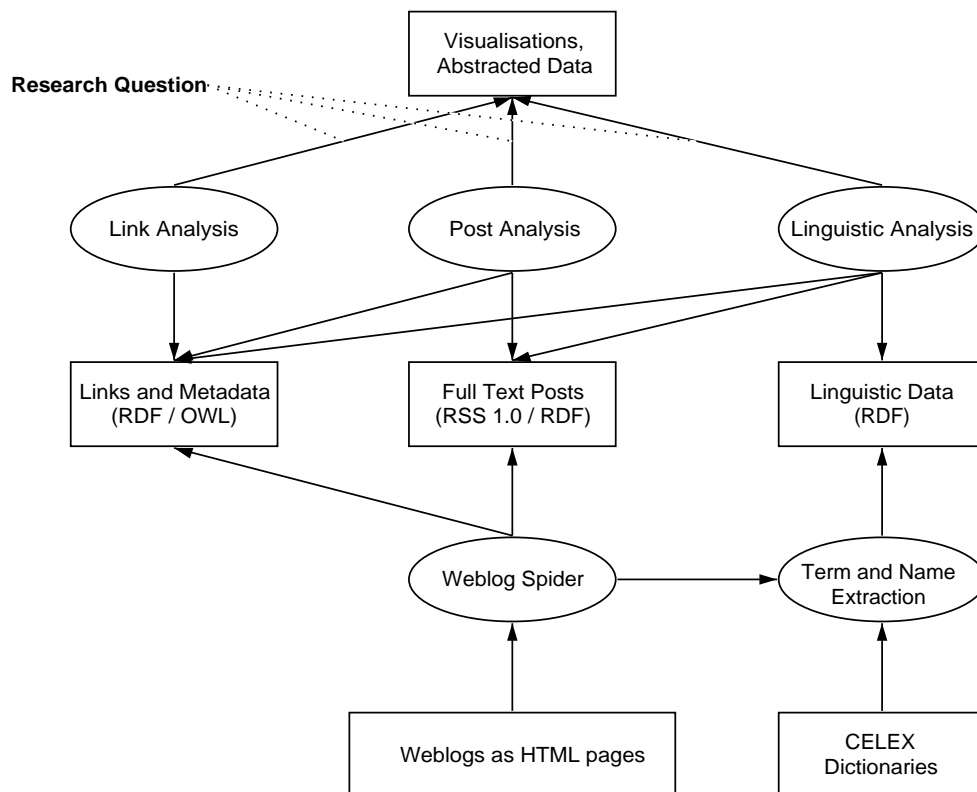 Visualisations,
Abstracted Data
Research Question
Link Analysis
Post Analysis
Linguistic Analysis
Links and Metadata
(RDF / OWL)
Full Text Posts
(RSS 1.0 / RDF)
Linguistic Data
(RDF)
Weblog Spider
Term and Name
Extraction
Weblogs as HTML pages
CELEX
Dictionaries